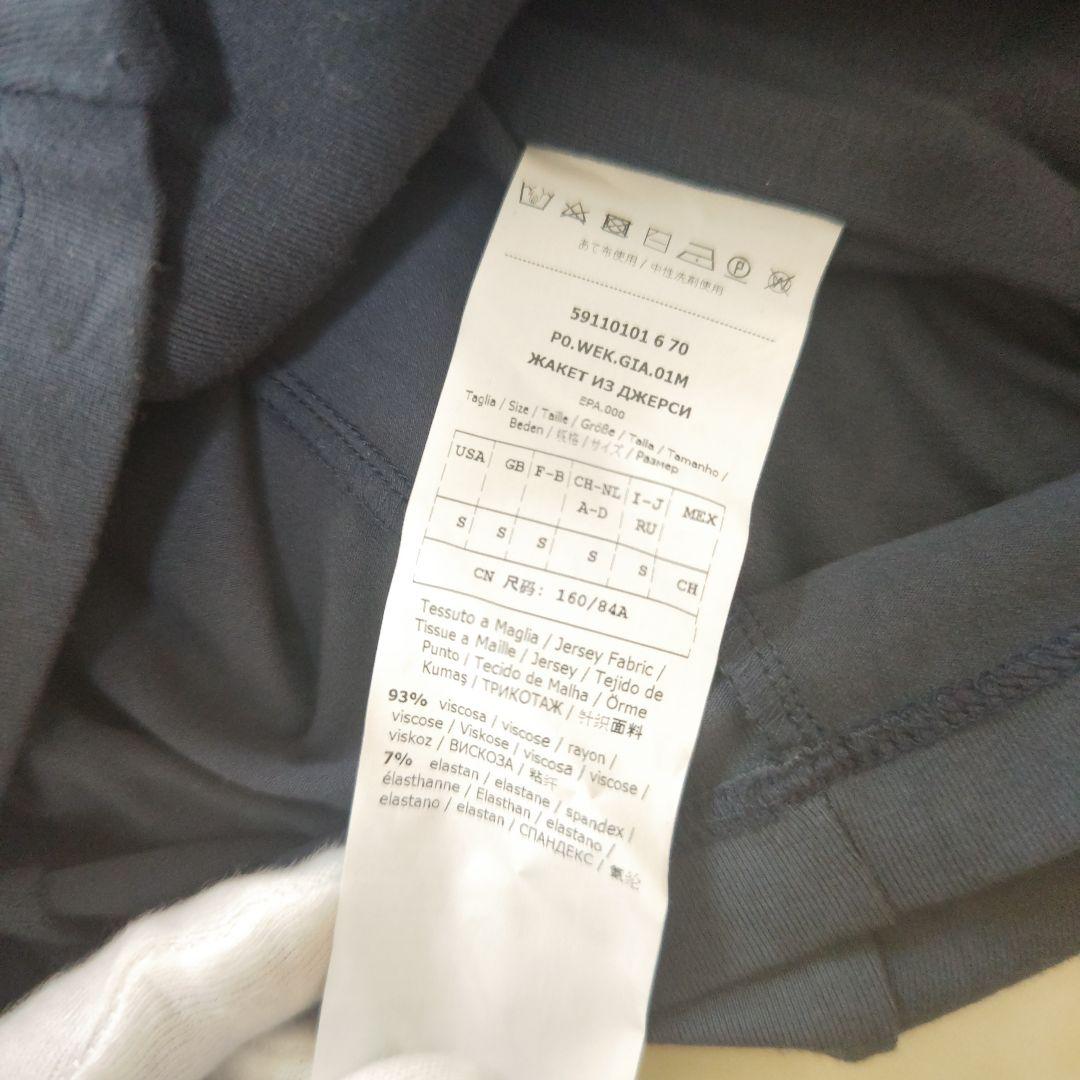 あて布使用 / 中性洗剤使用
59110101 6 70
P0.WEK.GIA.01M
ЖАКЕТ ИЗ ДЖЕРСИ
EPA.000
Taglia / Size / Taille / Größe / Talla / Tamanho /
Beden / 规格 / サイズ / Размер
USA GB F-B CH-NL I-J MEX
A-D RU
S S S S S CH
CN 尺码: 160/84A
Tessuto a Maglia / Jersey Fabric /
Tissue a Maille / Jersey / Tejido de
Punto / Tecido de Malha / Örme
Kumaş / ТРИКОТАЖ / 针织面料
93% viscosa / viscose / rayon /
viscose / Viskose / viscosa / viscose /
viskoz / ВИСКОЗА / 粘纤
7% elastan / elastane / spandex /
élasthanne / Elasthan / elastano /
elastano / elastan / СПАНДЕКС / 氨纶